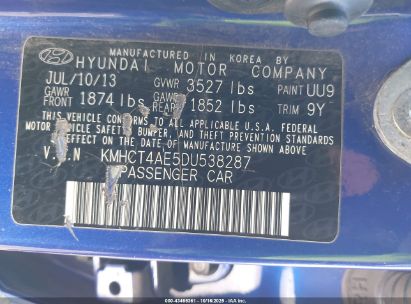 MANUFACTURED IN KOREA BY
HYUNDAI MOTOR COMPANY
JUL/10/13 GVWR 3527 lbs PAINT UU9
GAWR FRONT 1874 lbs GAWR 1852 lbs TRIM 9Y
THIS VEHICLE CONFORMS TO ALL APPLICABLE U.S.A. FEDERAL
MOTOR VEHICLE SAFETY, BUMPER, AND THEFT PREVENTION STANDARDS
IN EFFECT ON THE DATE OF MANUFACTURE SHOWN ABOVE.
V.I.N KMHCT4AE5DU538287
PASSENGER CAR